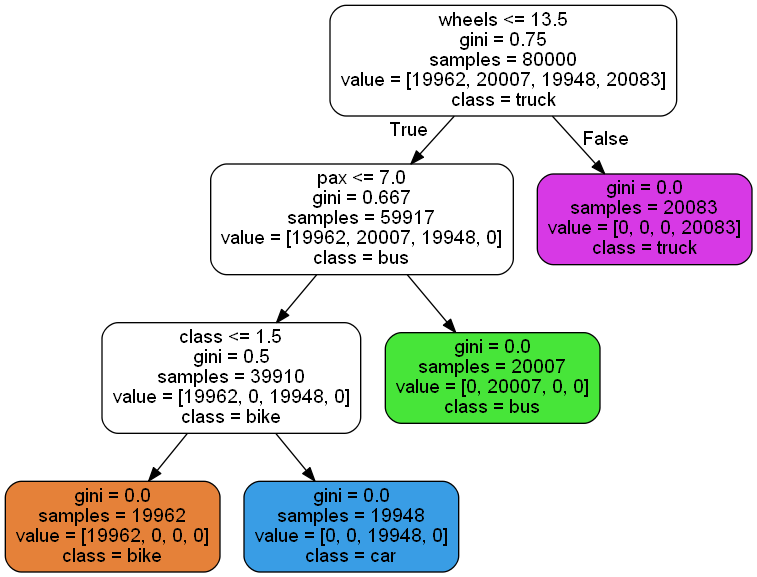 wheels <= 13.5
gini = 0.75
samples = 80000
value = [19962, 20007, 19948, 20083]
class = truck
True
False
pax <= 7.0
gini = 0.667
samples = 59917
value = [19962, 20007, 19948, 0]
class = bus
gini = 0.0
samples = 20083
value = [0, 0, 0, 20083]
class = truck
class <= 1.5
gini = 0.5
samples = 39910
value = [19962, 0, 19948, 0]
class = bike
gini = 0.0
samples = 20007
value = [0, 20007, 0, 0]
class = bus
gini = 0.0
samples = 19962
value = [19962, 0, 0, 0]
class = bike
gini = 0.0
samples = 19948
value = [0, 0, 19948, 0]
class = car